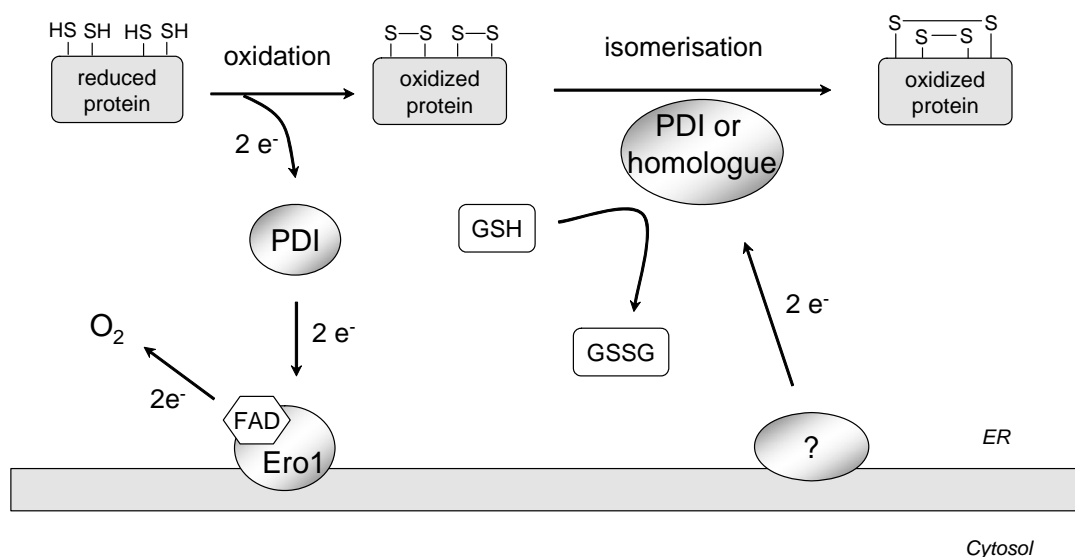 HS SH HS SH
reduced
protein
oxidation
S S S S
oxidized
protein
isomerisation
S S
S S
oxidized
protein
2 e-
PDI or
homologue
PDI
GSH
2 e-
GSSG
2 e-
O2
2e-
FAD
Ero1
?
ER
Cytosol